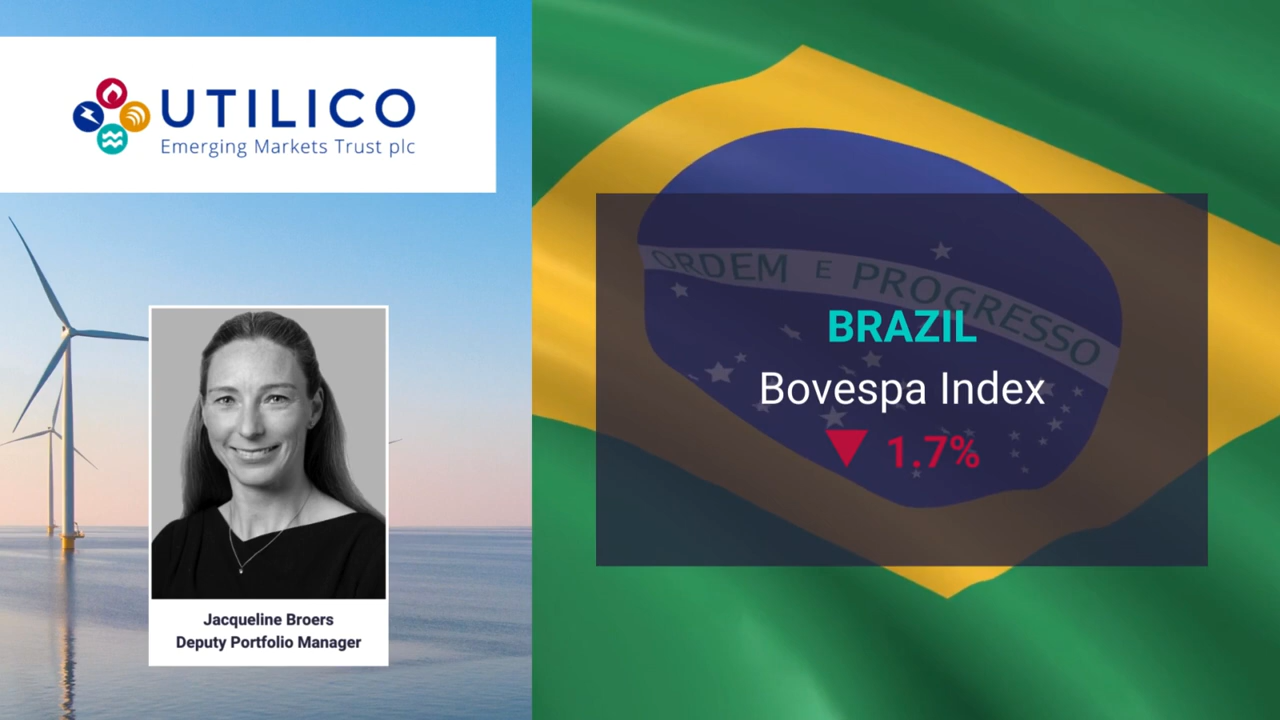 UTILICO
Emerging Markets Trust plc
Jacqueline Broers
Deputy Portfolio Manager
ORDEM E PROGRESSO
BRAZIL
Bovespa Index
▼ 1.7%